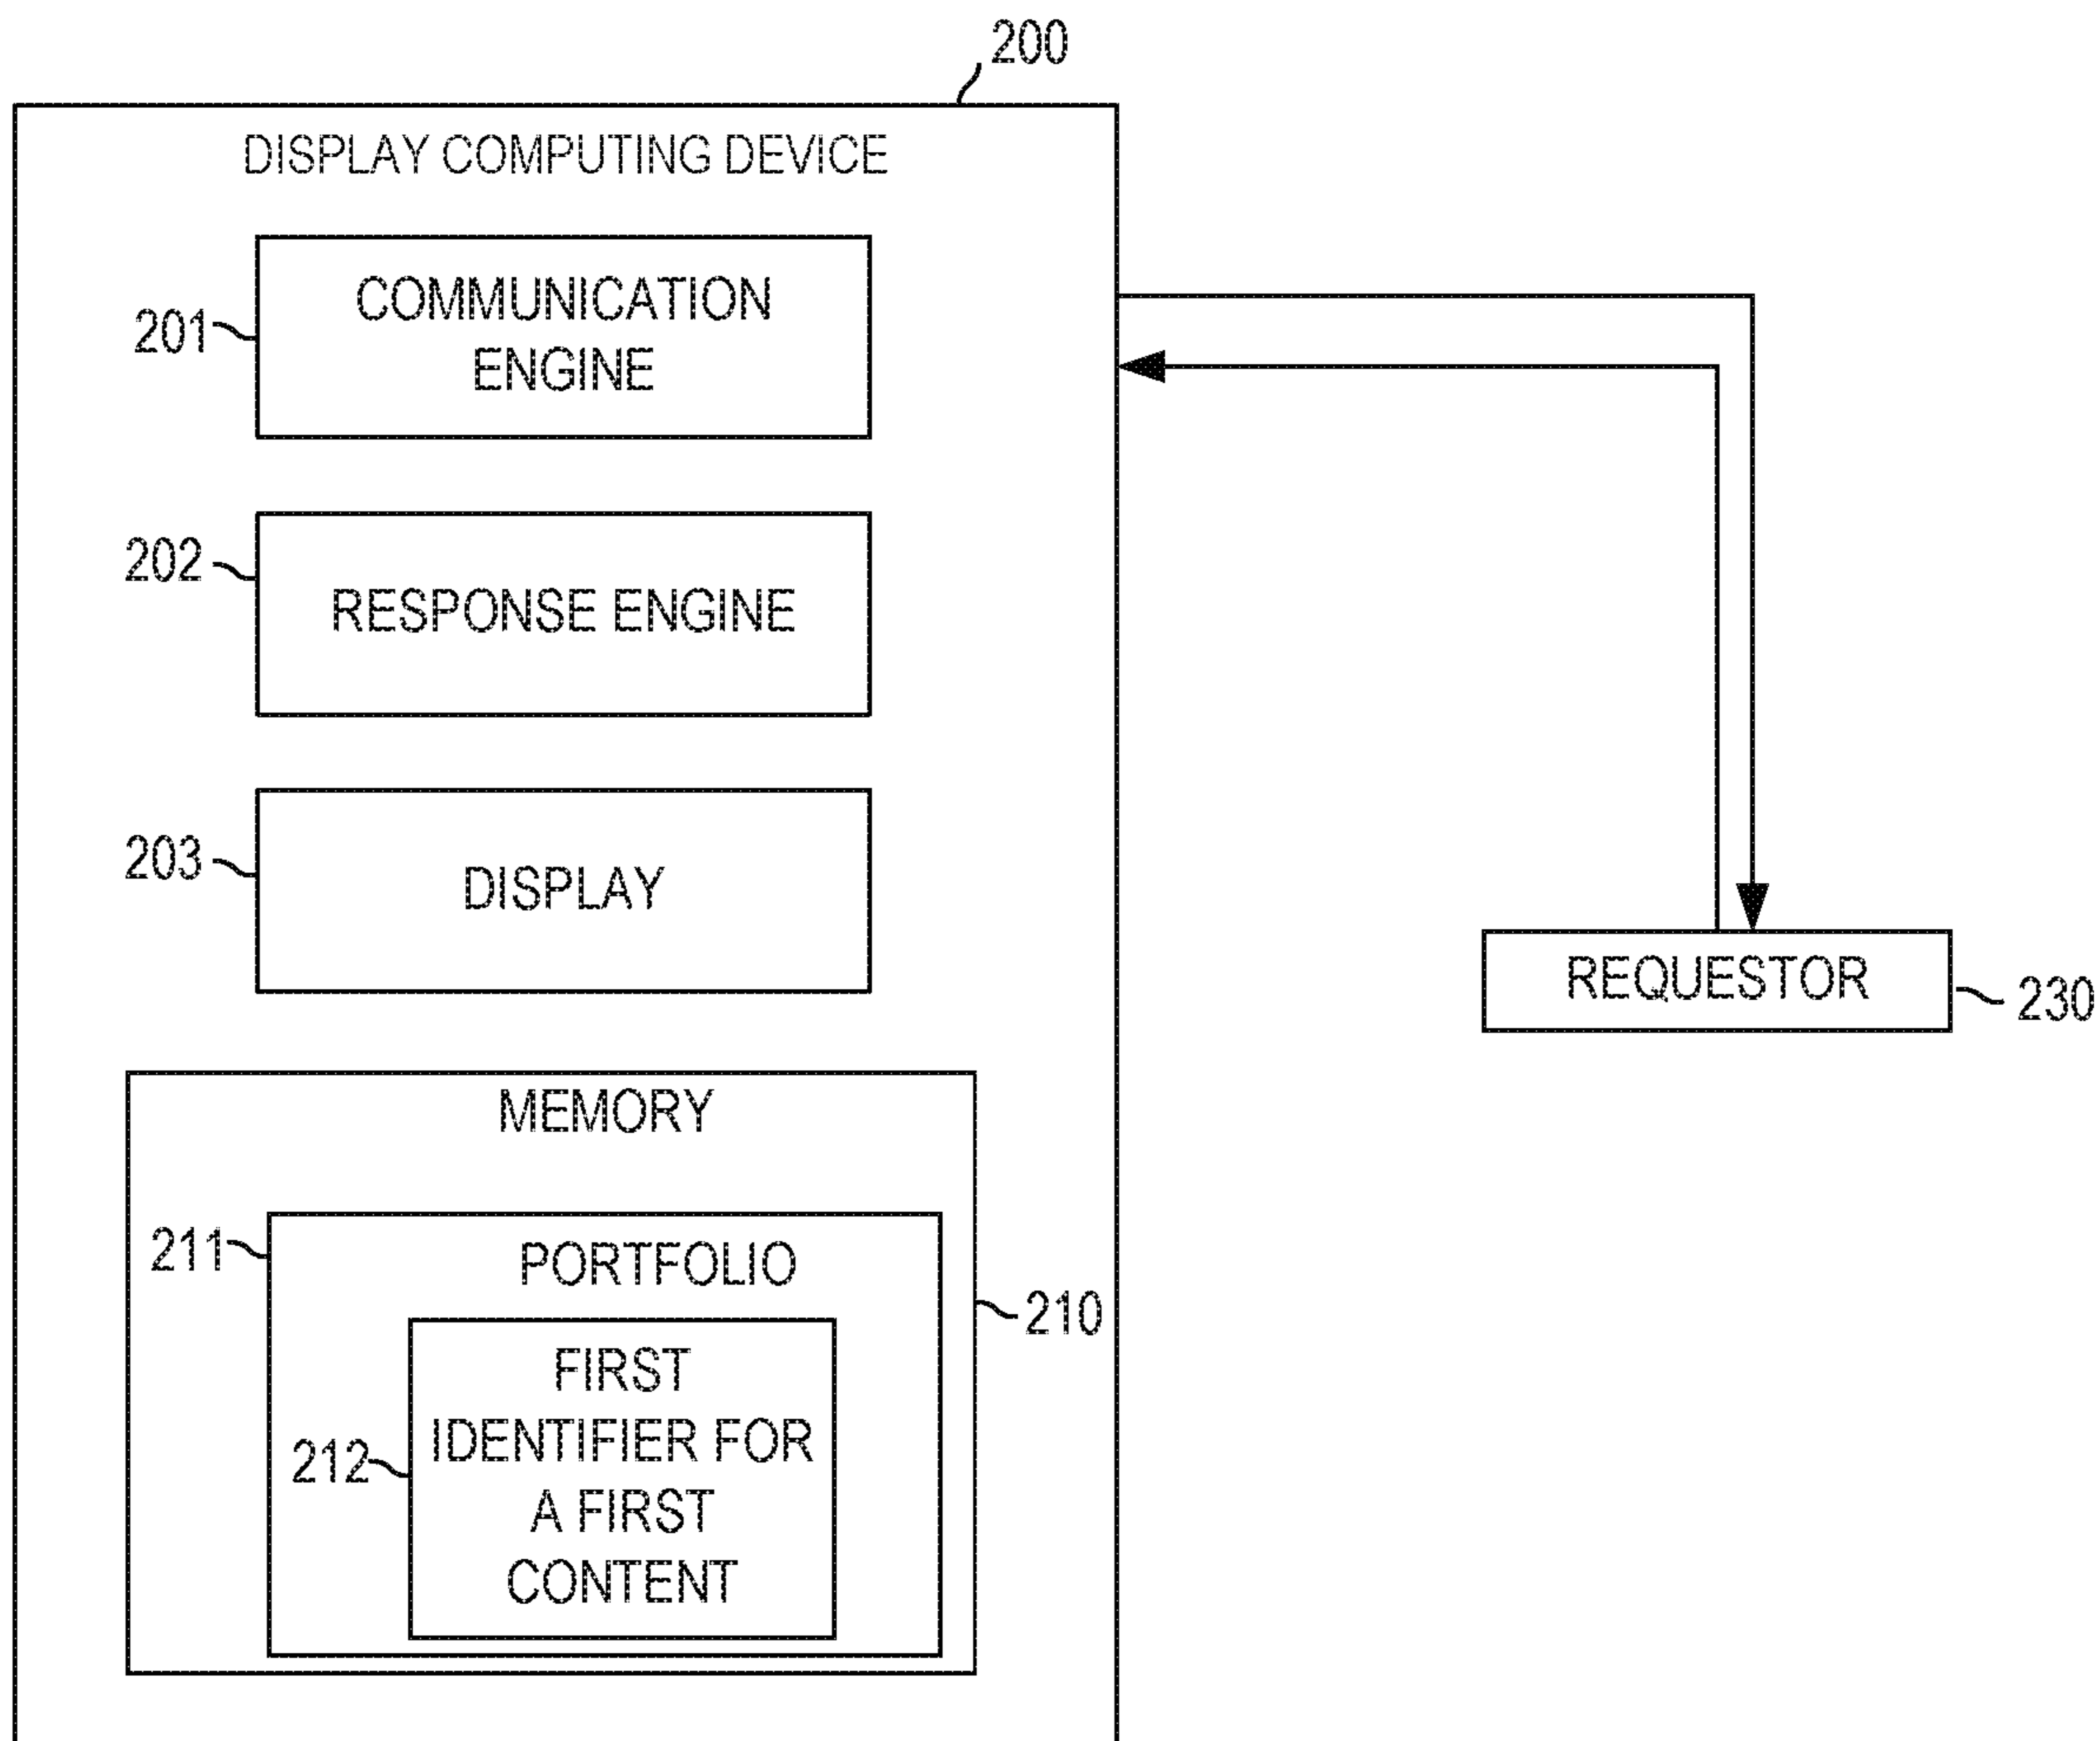 200
DISPLAY COMPUTING DEVICE
COMMUNICATION
ENGINE
201
202
RESPONSE ENGINE
203
DISPLAY
REQUESTOR
230
MEMORY
211
PORTFOLIO
210
FIRST
IDENTIFIER FOR
212
A FIRST
CONTENT